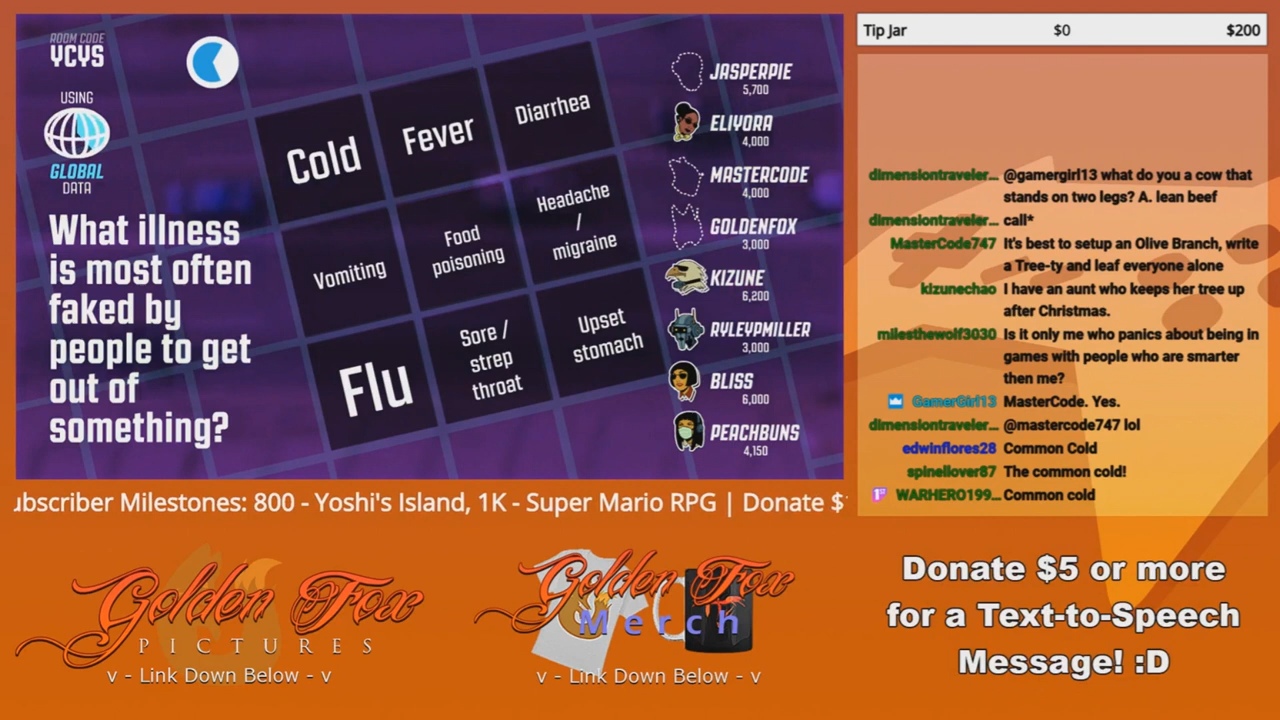 ROOM CODE
YCYS
USING
GLOBAL
DATA
What illness
is most often
faked by
people to get
out of
something?
Cold
Fever
Diarrhea
Vomiting
Food
poisoning
Headache
/
migraine
Flu
Sore /
strep
throat
Upset
stomach
JASPERPIE
5,700
ELIYORA
4,000
MASTERCODE
4,000
GOLDENFOX
3,000
KIZUNE
6,200
RYLEYPMILLER
3,000
BLISS
6,000
PEACHBUNS
4,150
Tip Jar $0 $200
dimensiontraveler... @gamergirl13 what do you a cow that
stands on two legs? A. lean beef
dimensiontraveler... call*
MasterCode747 It's best to setup an Olive Branch, write
a Tree-ty and leaf everyone alone
kizunechao I have an aunt who keeps her tree up
after Christmas.
milesthewolf3030 Is it only me who panics about being in
games with people who are smarter
then me?
GamerGirl13 MasterCode. Yes.
dimensiontraveler... @mastercode747 lol
edwinflores28 Common Cold
spinellover87 The common cold!
WARHERO199... Common cold
ubscriber Milestones: 800 - Yoshi's Island, 1K - Super Mario RPG | Donate $
Golden Fox
PICTURES
v - Link Down Below - v
Golden Fox
Merch
v - Link Down Below - v
Donate $5 or more
for a Text-to-Speech
Message! :D